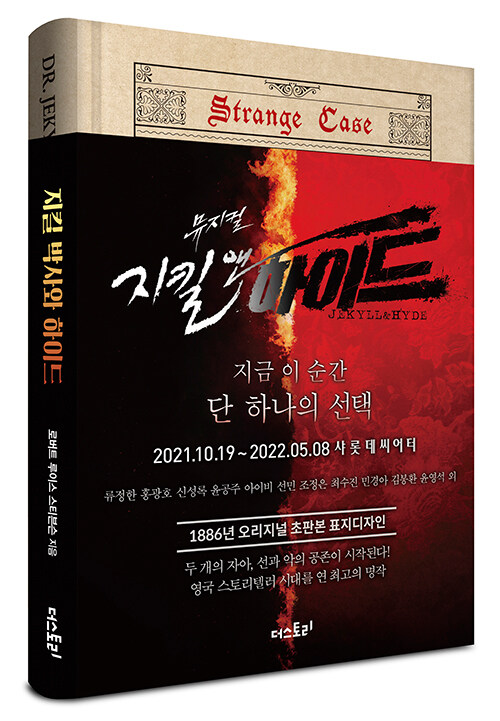 DR. JEKY
지킬 박사와 하이드
로버트 루이스 스티븐슨 지음
더스토리
Strange Case
뮤지컬
지킬 앤 하이드
JEKYLL&HYDE
지금 이 순간
단 하나의 선택
2021.10.19 ~ 2022.05.08 샤롯데씨어터
류정한 홍광호 신성록 윤공주 아이비 선민 조정은 최수진 민경아 김봉환 윤영석 외
1886년 오리지널 초판본 표지디자인
두 개의 자아, 선과 악의 공존이 시작된다!
영국 스토리텔러 시대를 연 최고의 명작
더스토리